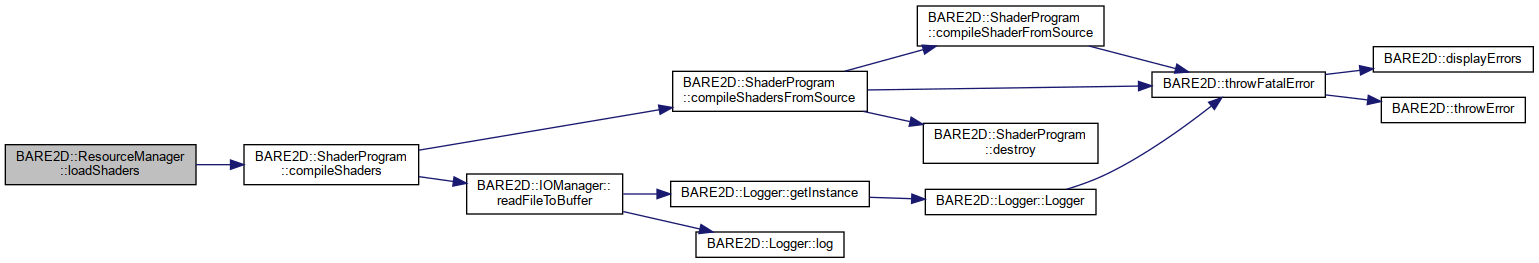 BARE2D::ResourceManager
::loadShaders
BARE2D::ShaderProgram
::compileShaders
BARE2D::ShaderProgram
::compileShadersFromSource
BARE2D::ShaderProgram
::compileShaderFromSource
BARE2D::throwFatalError
BARE2D::displayErrors
BARE2D::throwError
BARE2D::ShaderProgram
::destroy
BARE2D::IOManager::
readFileToBuffer
BARE2D::Logger::getInstance
BARE2D::Logger::Logger
BARE2D::Logger::log